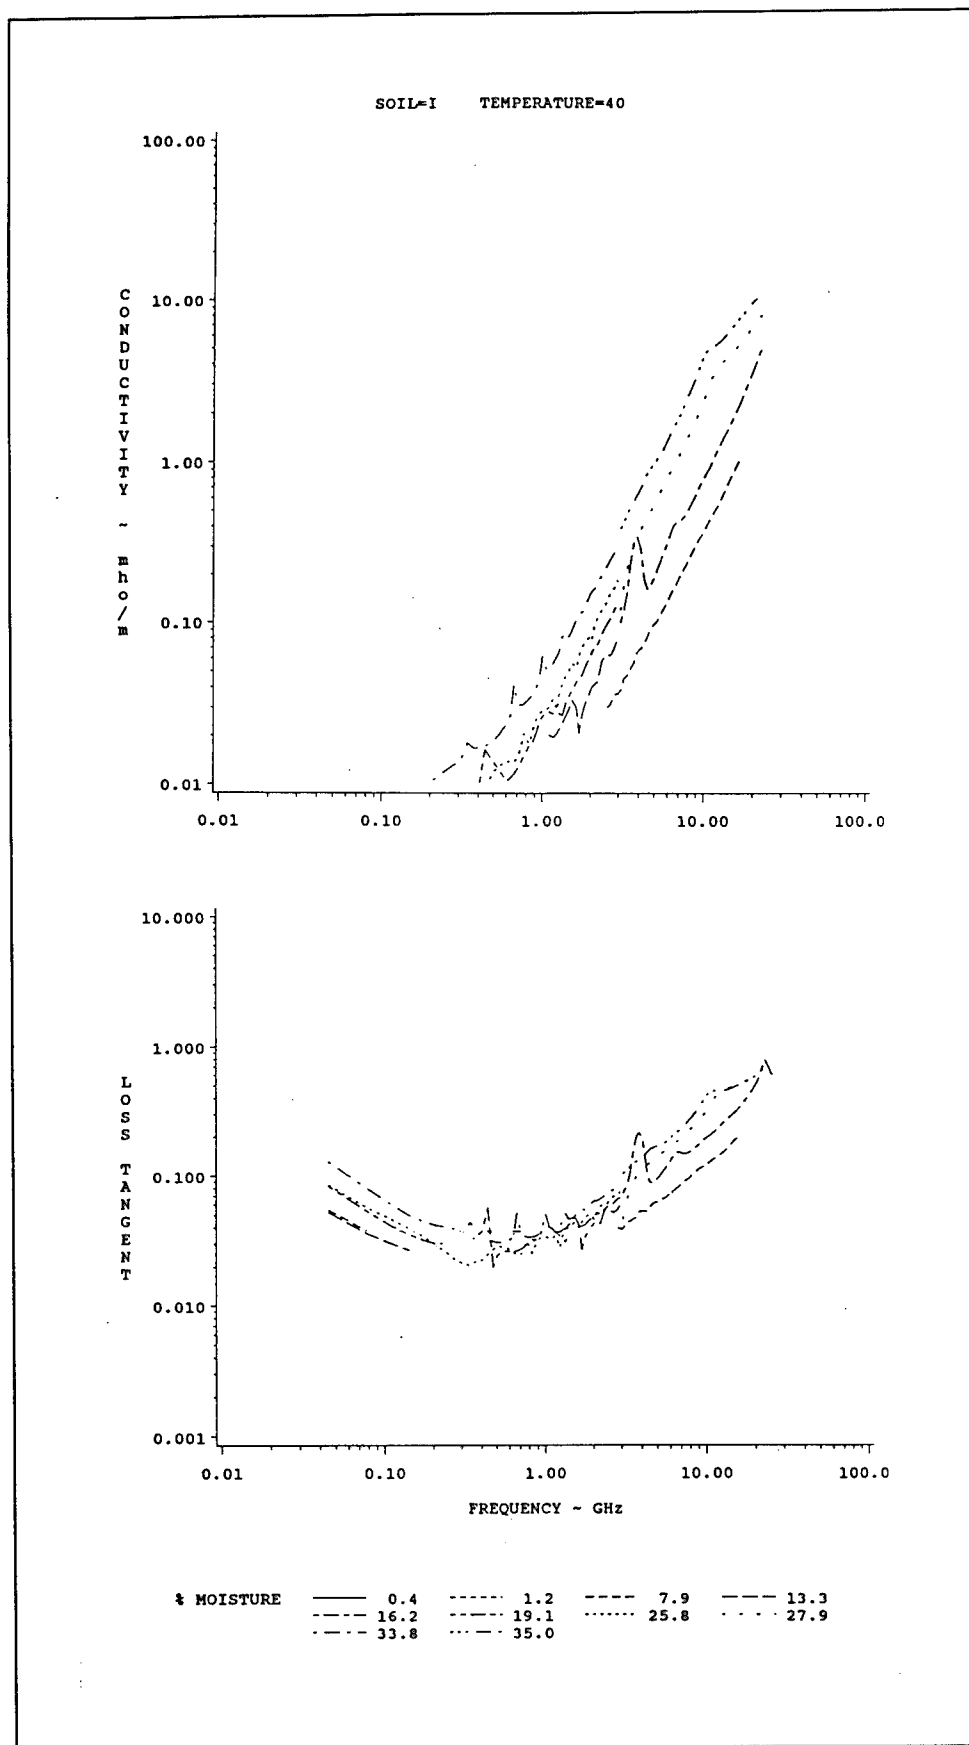 SOIL=I TEMPERATURE=40
100.00
10.00
1.00
0.10
0.01
CONDUCTIVITY ~ mho/m
0.01 0.10 1.00 10.00 100.0
10.000
1.000
0.100
0.010
0.001
LOSS TANGENT
0.01 0.10 1.00 10.00 100.0
FREQUENCY ~ GHz
% MOISTURE 0.4 1.2 7.9 13.3
16.2 19.1 25.8 27.9
33.8 35.0